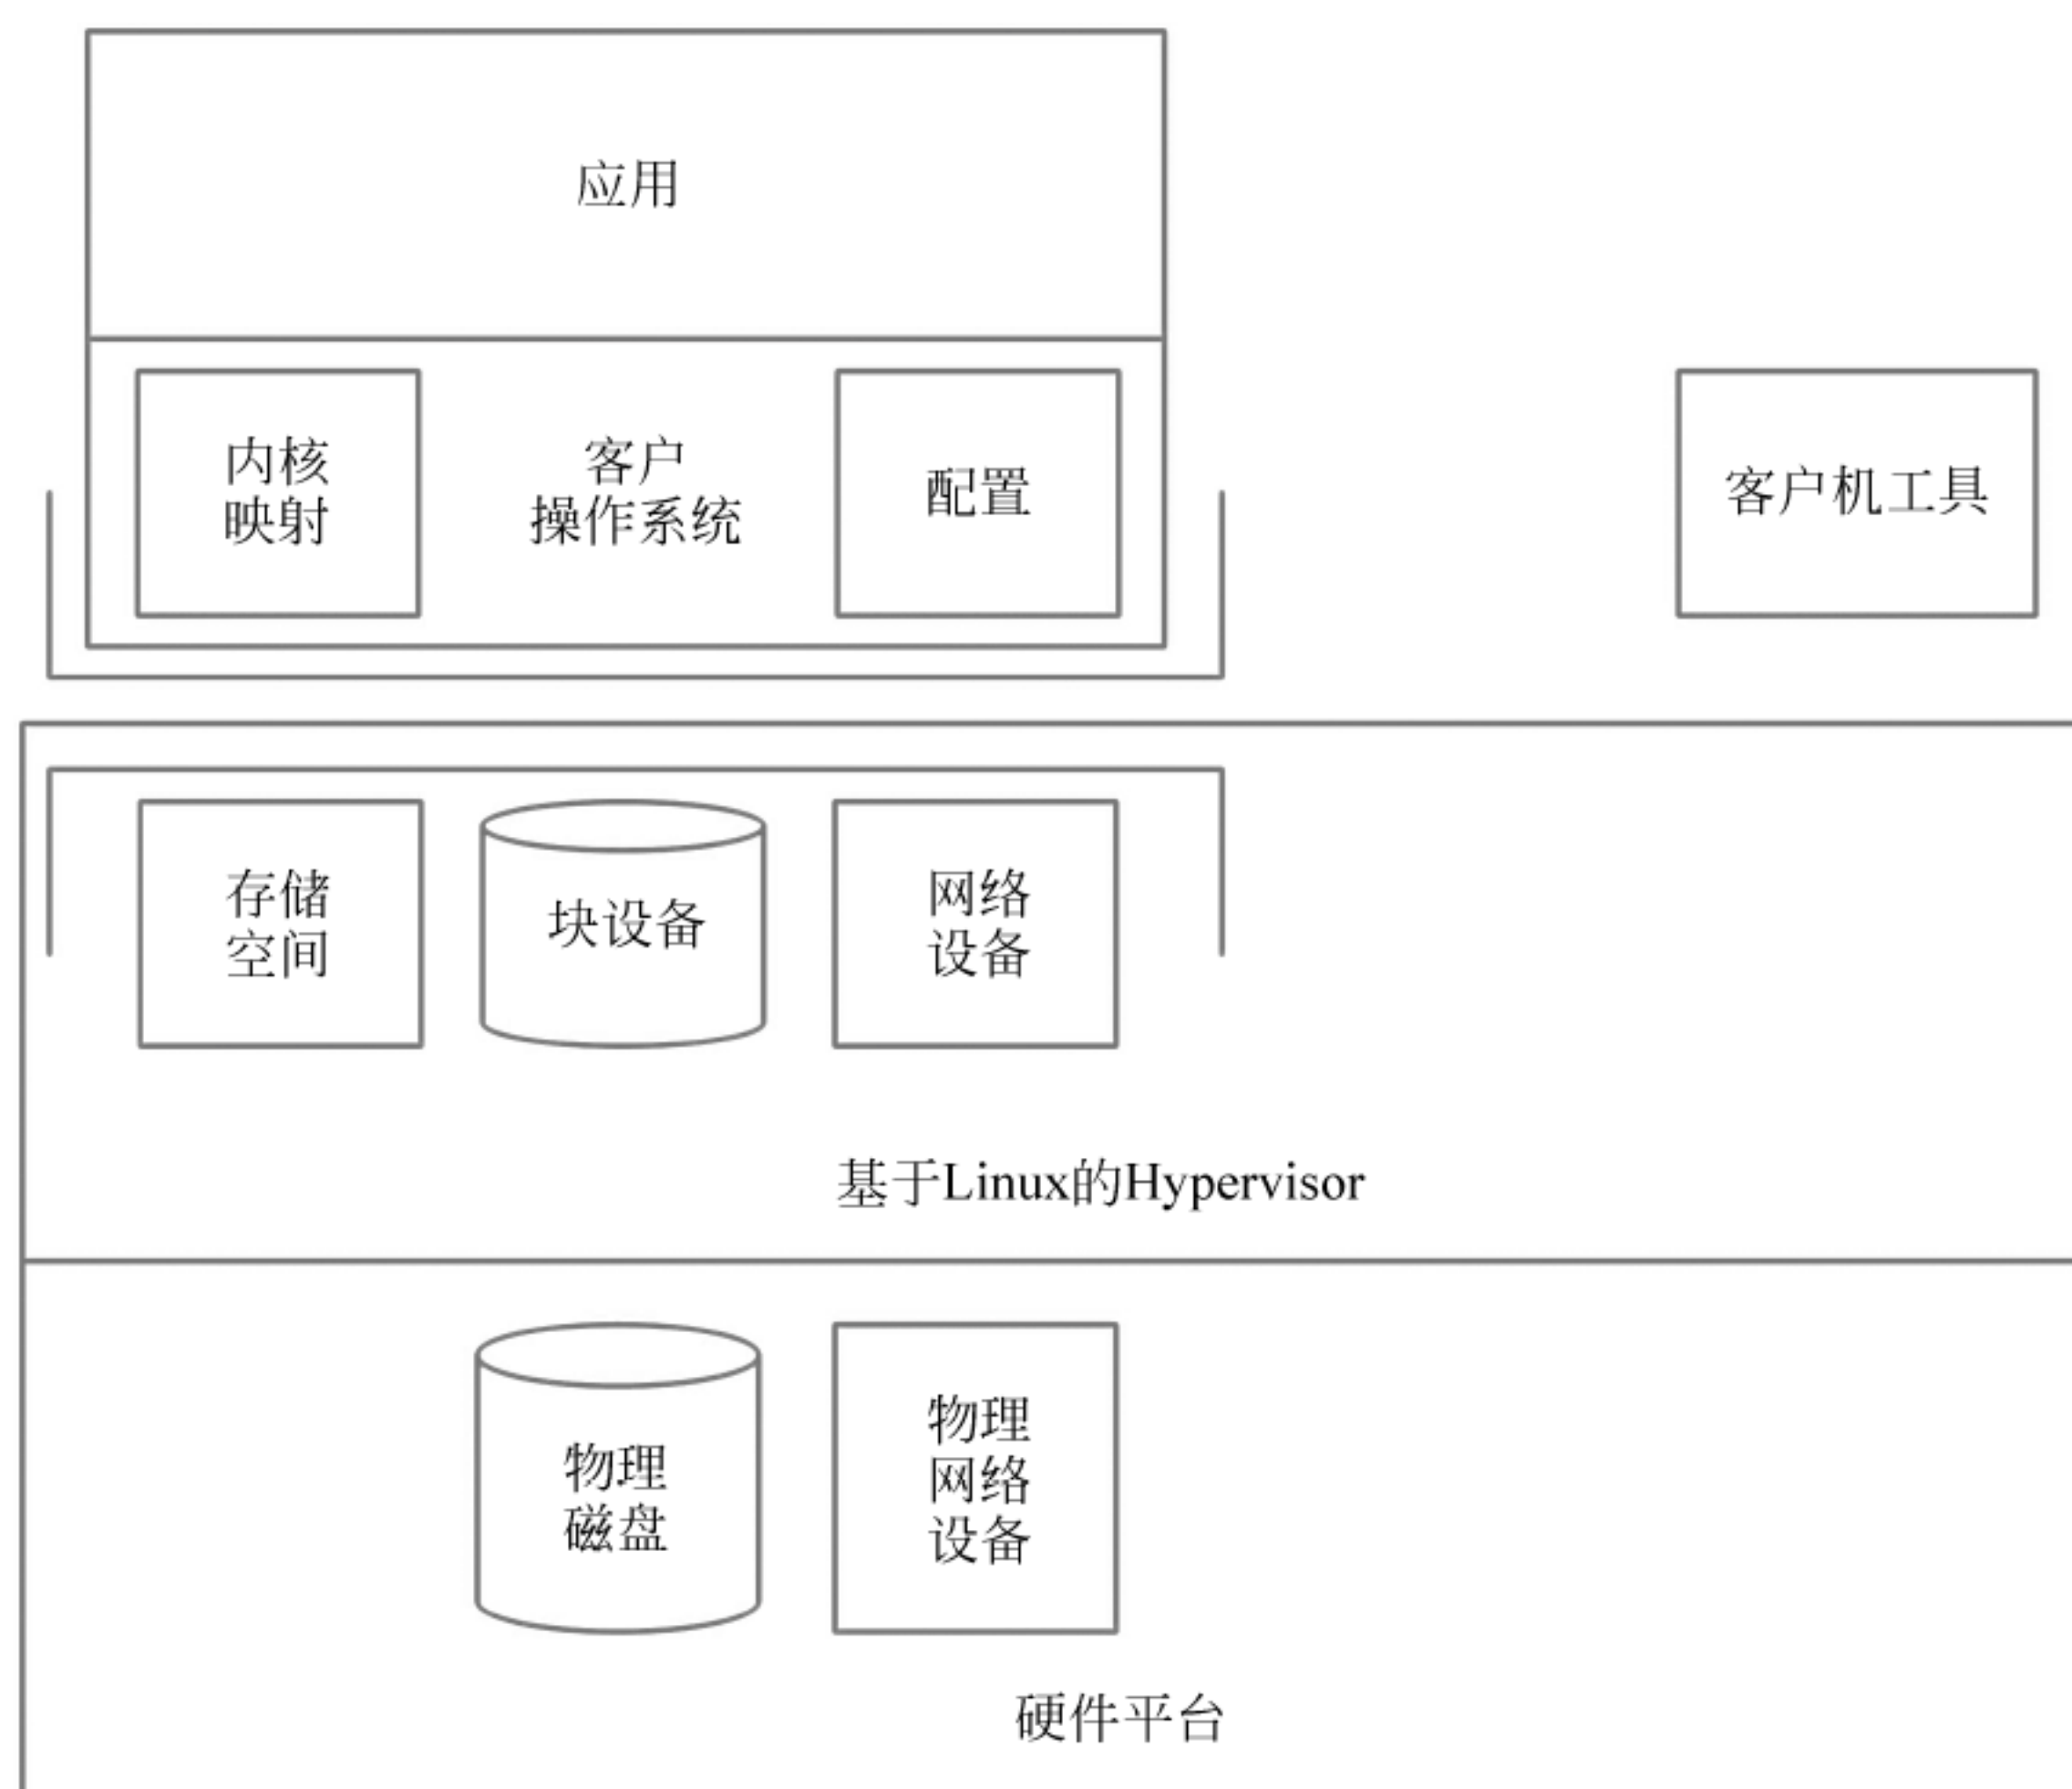 应用
内核
映射
客户
操作系统
配置
客户机工具
存储
空间
块设备
网络
设备
基于Linux的Hypervisor
物理
磁盘
物理
网络
设备
硬件平台